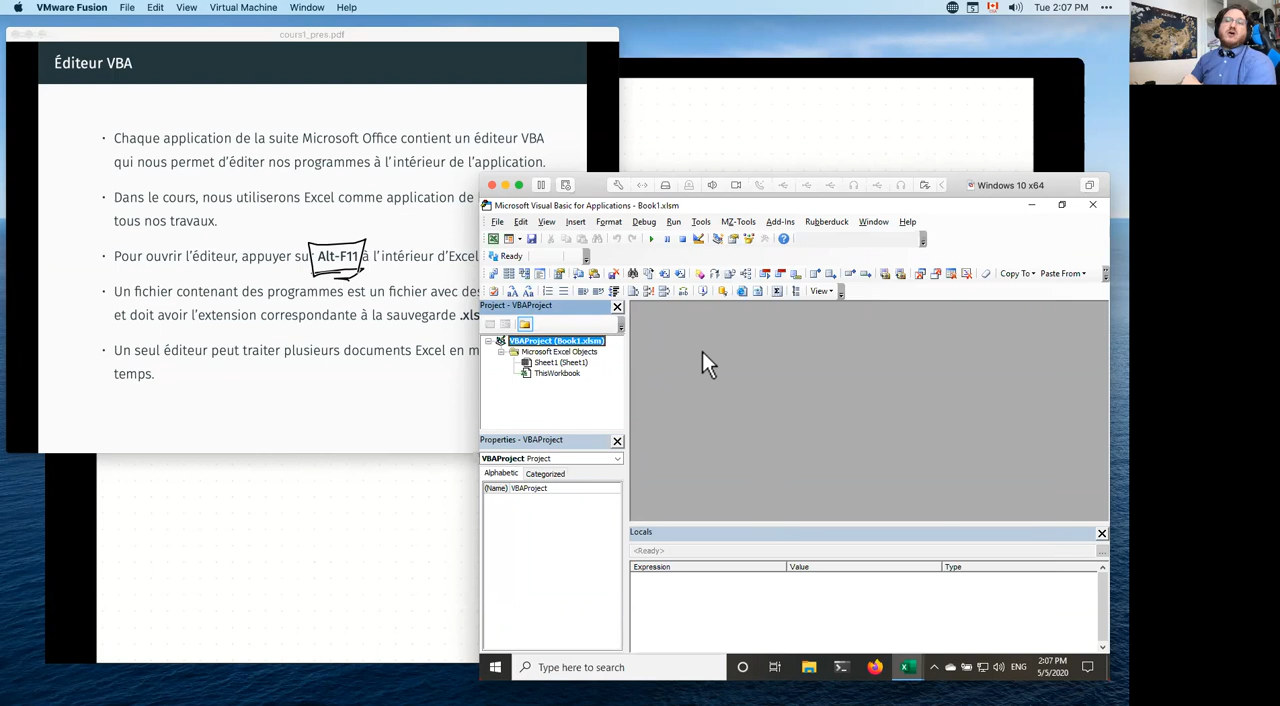 VMware Fusion File Edit View Virtual Machine Window Help
5 Tue 2:07 PM
cours1_pres.pdf
Éditeur VBA
• Chaque application de la suite Microsoft Office contient un éditeur VBA
qui nous permet d'éditer nos programmes à l'intérieur de l'application.
• Dans le cours, nous utiliserons Excel comme application de
tous nos travaux.
• Pour ouvrir l'éditeur, appuyer su Alt-F11 à l'intérieur d'Excel
• Un fichier contenant des programmes est un fichier avec des
et doit avoir l'extension correspondante à la sauvegarde .xls
• Un seul éditeur peut traiter plusieurs documents Excel en m
temps.
Windows 10 x64
Microsoft Visual Basic for Applications - Book1.xlsm
File Edit View Insert Format Debug Run Tools MZ-Tools Add-Ins Rubberduck Window Help
Ready
Copy To Paste From
View
Project - VBAProject
VBAProject (Book1.xlsm)
Microsoft Excel Objects
Sheet1 (Sheet1)
ThisWorkbook
Properties - VBAProject
VBAProject Project
Alphabetic Categorized
(Name) VBAProject
Locals
<Ready>
Expression Value Type
Type here to search
ENG
2:07 PM
5/5/2020